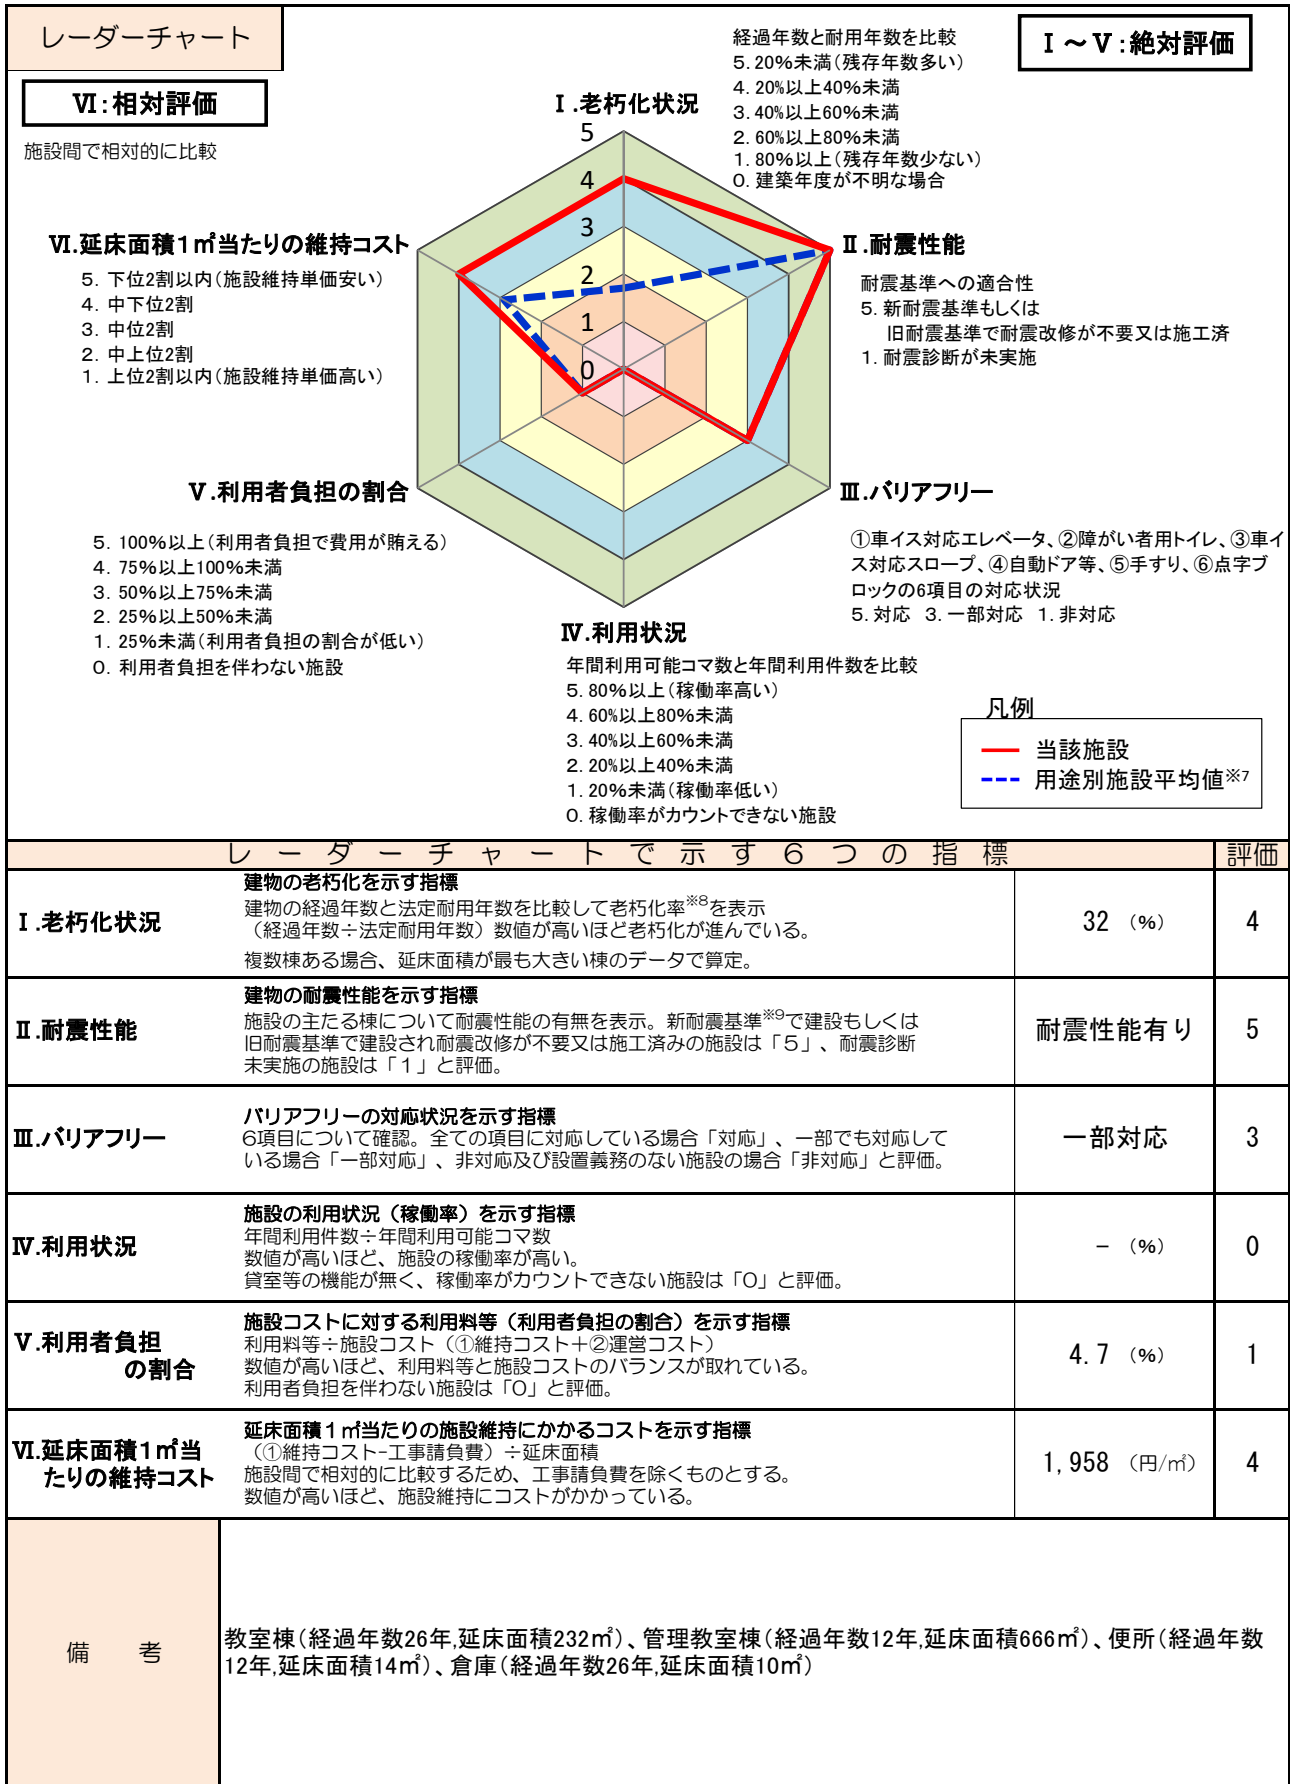 レーダーチャート
Ⅰ～Ⅴ：絶対評価
Ⅵ：相対評価
施設間で相対的に比較
経過年数と耐用年数を比較
5．20％未満（残存年数多い）
4．20％以上40％未満
3．40％以上60％未満
2．60％以上80％未満
1．80％以上（残存年数少ない）
0．建築年度が不明な場合
Ⅰ.老朽化状況
5
4
3
2
1
0
Ⅵ.延床面積1㎡当たりの維持コスト
5．下位2割以内（施設維持単価安い）
4．中下位2割
3．中位2割
2．中上位2割
1．上位2割以内（施設維持単価高い）
Ⅱ.耐震性能
耐震基準への適合性
5．新耐震基準もしくは
旧耐震基準で耐震改修が不要又は施工済
1．耐震診断が未実施
Ⅴ.利用者負担の割合
5．100％以上（利用者負担で費用が賄える）
4．75％以上100％未満
3．50％以上75％未満
2．25％以上50％未満
1．25％未満（利用者負担の割合が低い）
0．利用者負担を伴わない施設
Ⅲ.バリアフリー
①車イス対応エレベータ、②障がい者用トイレ、③車イ
ス対応スロープ、④自動ドア等、⑤手すり、⑥点字ブ
ロックの6項目の対応状況
5．対応 3．一部対応 1．非対応
Ⅳ.利用状況
年間利用可能コマ数と年間利用件数を比較
5．80％以上（稼働率高い）
4．60％以上80％未満
3．40％以上60％未満
2．20％以上40％未満
1．20％未満（稼働率低い）
0．稼働率がカウントできない施設
凡例
当該施設
用途別施設平均値※7
レーダーチャートで示す6つの指標 評価
Ⅰ.老朽化状況
建物の老朽化を示す指標
建物の経過年数と法定耐用年数を比較して老朽化率※8を表示
（経過年数÷法定耐用年数）数値が高いほど老朽化が進んでいる。
複数棟ある場合、延床面積が最も大きい棟のデータで算定。
32 （％） 4
Ⅱ.耐震性能
建物の耐震性能を示す指標
施設の主たる棟について耐震性能の有無を表示。新耐震基準※9で建設もしくは
旧耐震基準で建設され耐震改修が不要又は施工済みの施設は「5」、耐震診断
未実施の施設は「1」と評価。
耐震性能有り 5
Ⅲ.バリアフリー
バリアフリーの対応状況を示す指標
6項目について確認。全ての項目に対応している場合「対応」、一部でも対応して
いる場合「一部対応」、非対応及び設置義務のない施設の場合「非対応」と評価。
一部対応 3
Ⅳ.利用状況
施設の利用状況（稼働率）を示す指標
年間利用件数÷年間利用可能コマ数
数値が高いほど、施設の稼働率が高い。
貸室等の機能が無く、稼働率がカウントできない施設は「0」と評価。
－ （％） 0
Ⅴ.利用者負担
の割合
施設コストに対する利用料等（利用者負担の割合）を示す指標
利用料等÷施設コスト（①維持コスト＋②運営コスト）
数値が高いほど、利用料等と施設コストのバランスが取れている。
利用者負担を伴わない施設は「0」と評価。
4.7 （％） 1
Ⅵ.延床面積1㎡当
たりの維持コスト
延床面積1㎡当たりの施設維持にかかるコストを示す指標
（①維持コスト-工事請負費）÷延床面積
施設間で相対的に比較するため、工事請負費を除くものとする。
数値が高いほど、施設維持にコストがかかっている。
1,958 （円/㎡） 4
備 考
教室棟（経過年数26年,延床面積232㎡）、管理教室棟（経過年数12年,延床面積666㎡）、便所（経過年数
12年,延床面積14㎡）、倉庫（経過年数26年,延床面積10㎡）